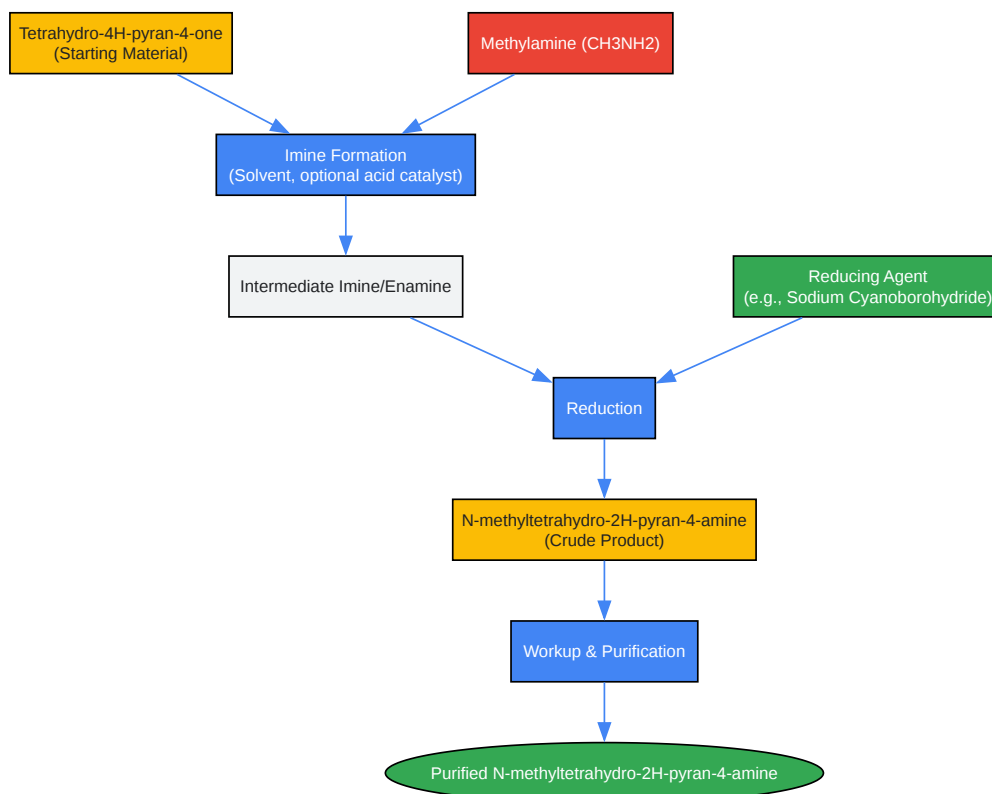 Tetrahydro-4H-pyran-4-one
(Starting Material)
Methylamine (CH3NH2)
Imine Formation
(Solvent, optional acid catalyst)
Intermediate Imine/Enamine
Reducing Agent
(e.g., Sodium Cyanoborohydride)
Reduction
N-methyltetrahydro-2H-pyran-4-amine
(Crude Product)
Workup & Purification
Purified N-methyltetrahydro-2H-pyran-4-amine